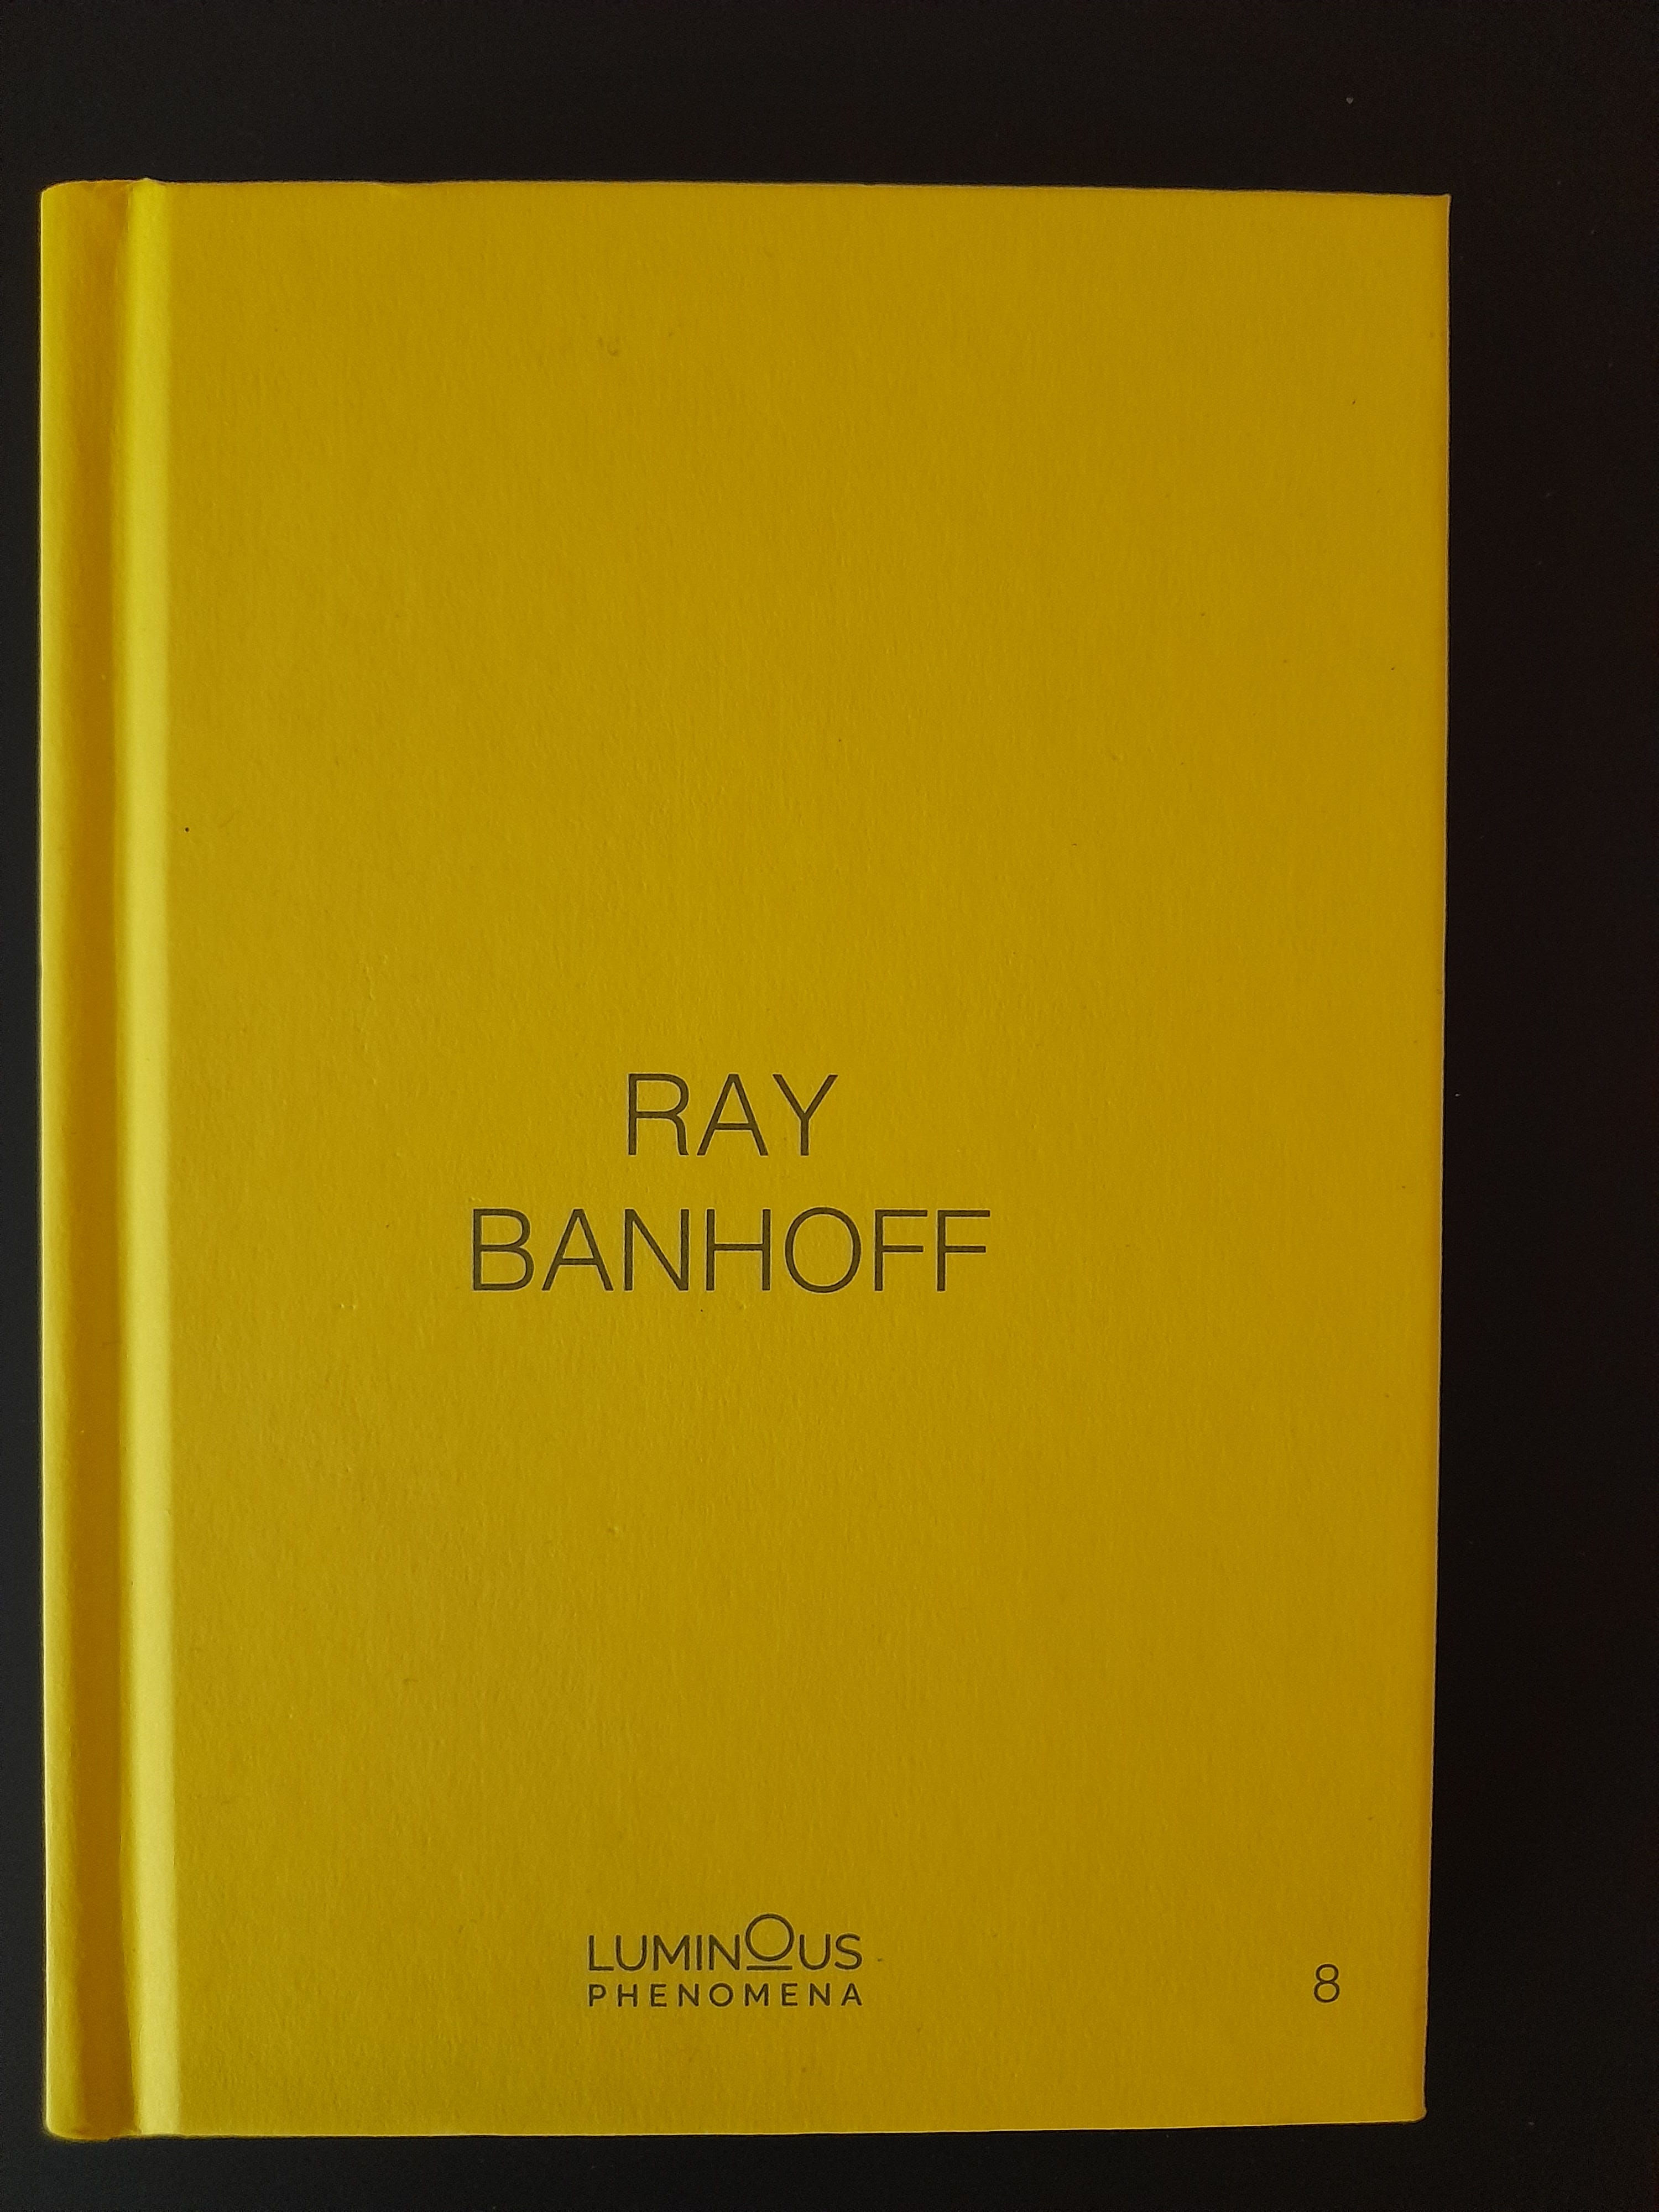 RAY
BANHOFF
LUMINOUS
PHENOMENA
8